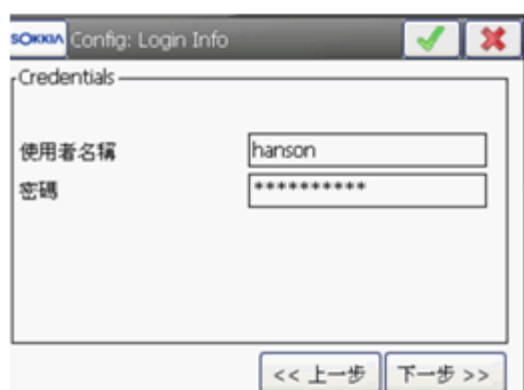 SOKKIA Config: Login Info
Credentials
使用者名稱 hanson
密碼 **********
<< 上一步 下一步 >>